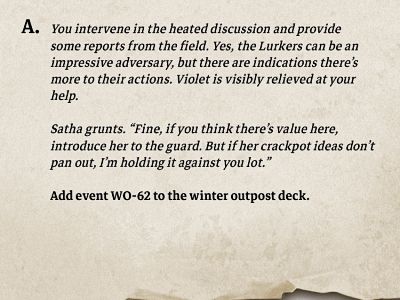 A. You intervene in the heated discussion and provide
some reports from the field. Yes, the Lurkers can be an
impressive adversary, but there are indications there's
more to their actions. Violet is visibly relieved at your
help.
Satha grunts. “Fine, if you think there's value here,
introduce her to the guard. But if her crackpot ideas don't
pan out, I'm holding it against you lot.”
Add event WO-62 to the winter outpost deck.